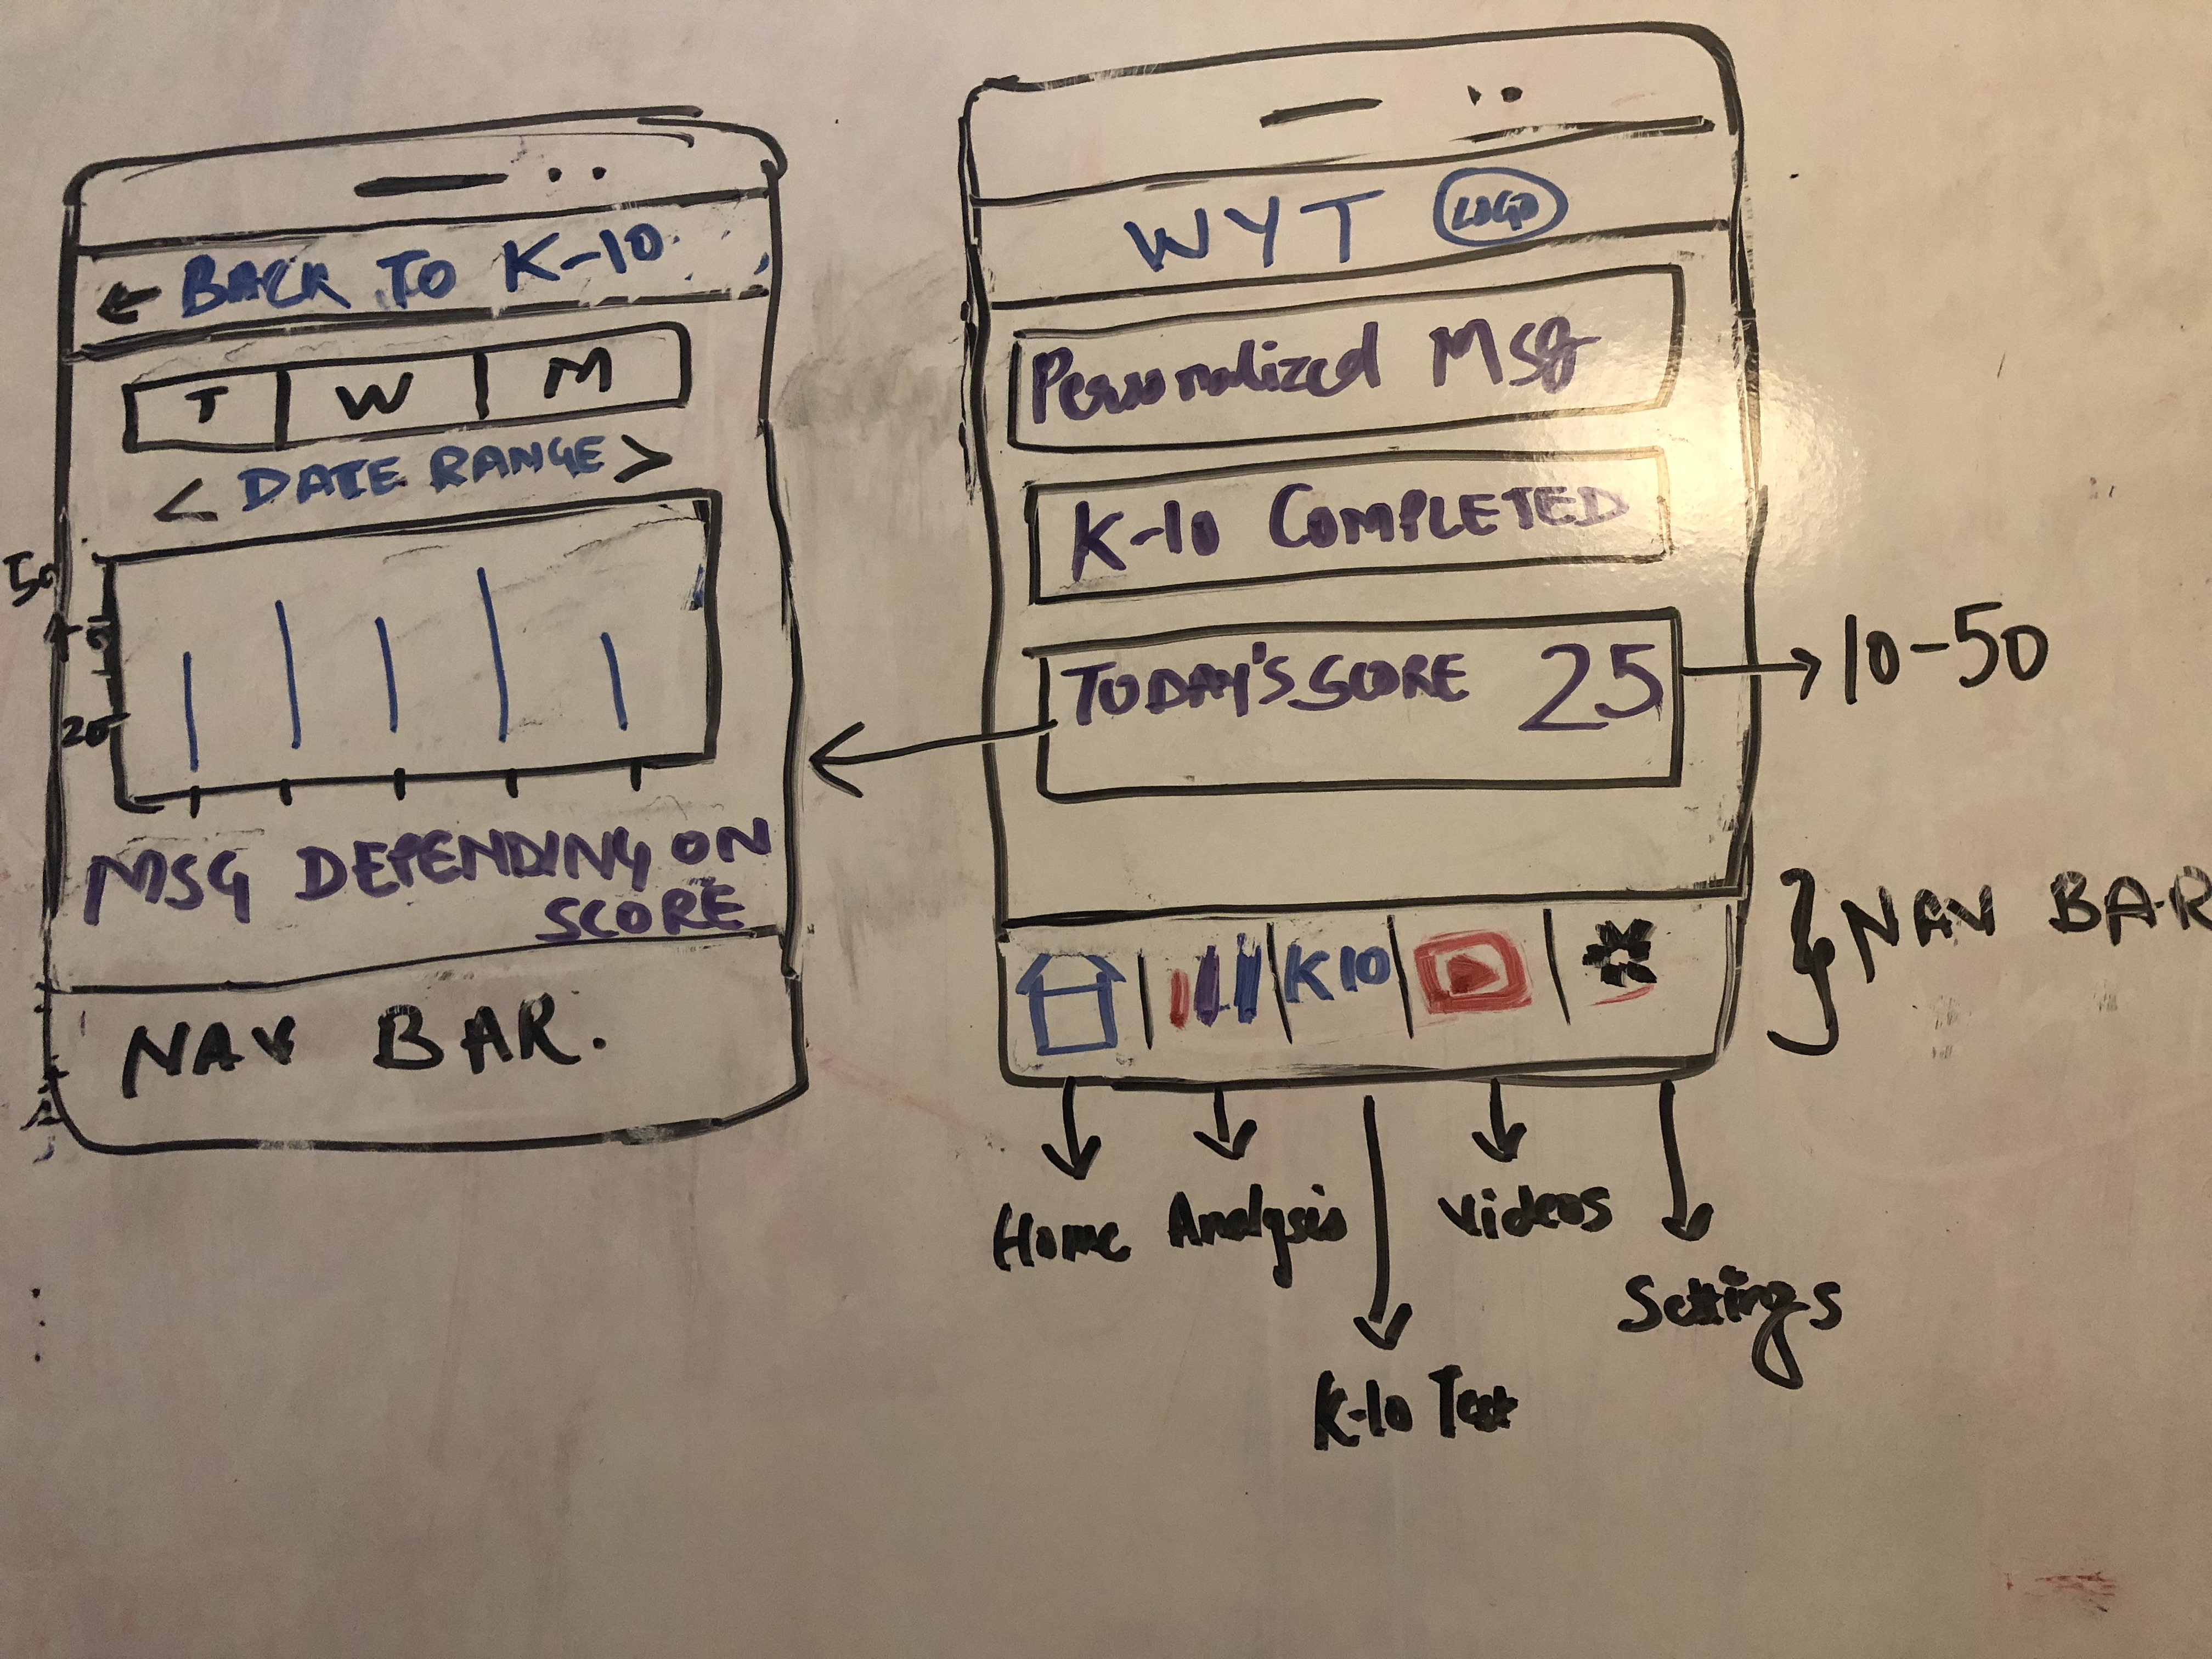 ← BACK TO K-10
T W M
< DATE RANGE >
50
20
MSG DEPENDING ON
SCORE
NAV BAR.
WYT LOGO
Personalized Msg
K-10 COMPLETED
TODAY'S SCORE 25
→ 10-50
K10
NAV BAR
Home Analysis Videos
Settings
K-10 Test